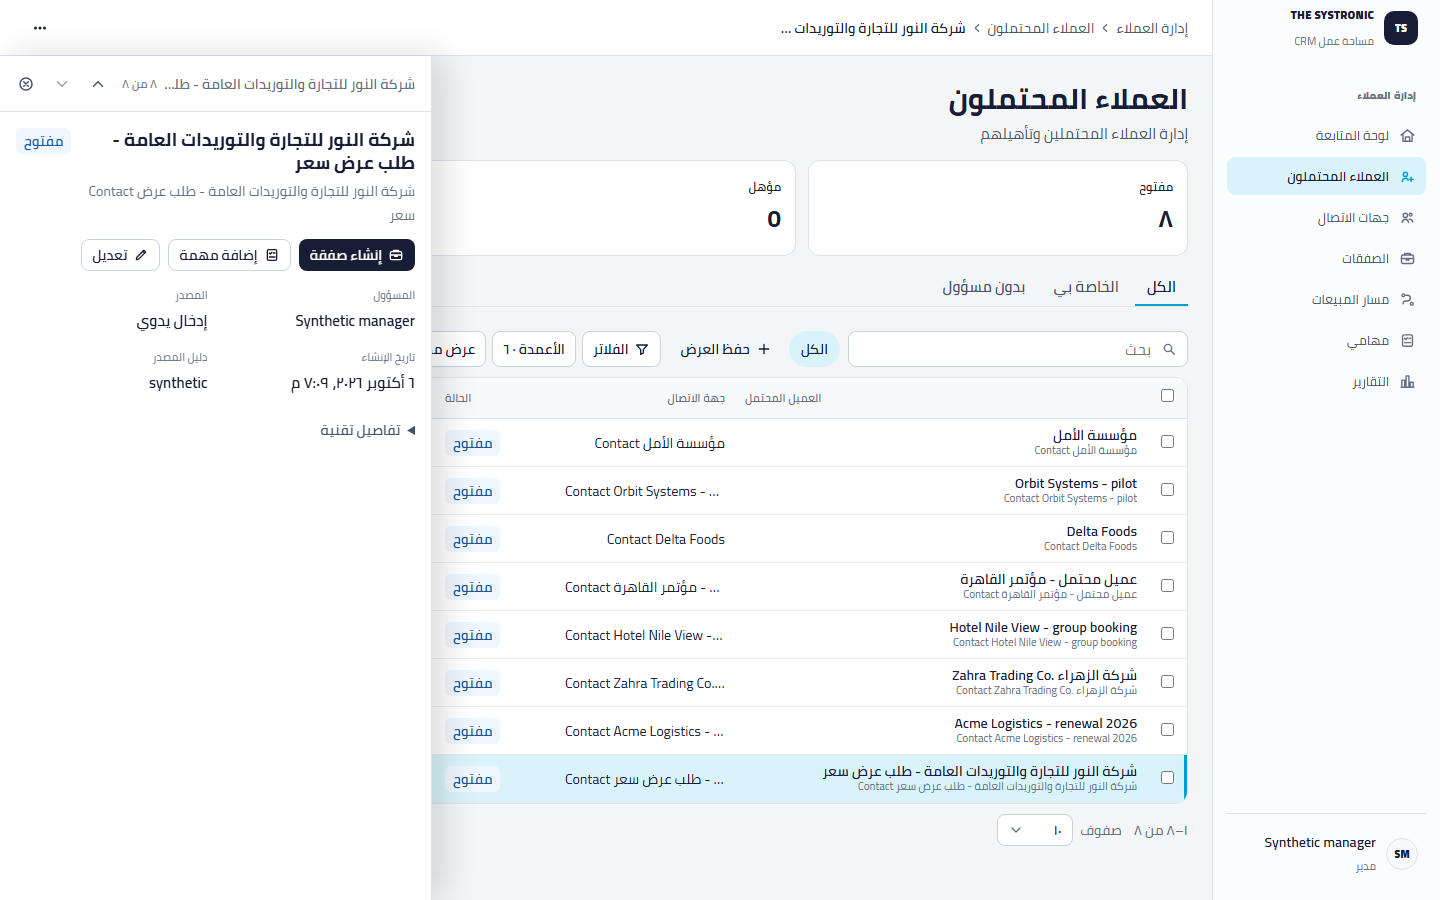 THE SYSTRONIC
TS
مساحة عمل CRM
إدارة العملاء
لوحة المتابعة
العملاء المحتملون
جهات الاتصال
الصفقات
مسار المبيعات
مهامي
التقارير
Synthetic manager
SM
مدير
إدارة العملاء
العملاء المحتملون
شركة النور للتجارة والتوريدات ...
العملاء المحتملون
إدارة العملاء المحتملين وتأهيلهم
مفتوح
٨
مؤهل
٠
الكل
الخاصة بي
بدون مسؤول
بحث
الكل
حفظ العرض
الفلاتر
الأعمدة ٦٠
عرض م
العميل المحتمل
جهة الاتصال
الحالة
مؤسسة الأمل
Contact مؤسسة الأمل
Contact مؤسسة الأمل
مفتوح
Orbit Systems - pilot
Contact Orbit Systems - pilot
Contact Orbit Systems - ...
مفتوح
Delta Foods
Contact Delta Foods
Contact Delta Foods
مفتوح
عميل محتمل - مؤتمر القاهرة
Contact عميل محتمل - مؤتمر القاهرة
Contact مؤتمر القاهرة - ...
مفتوح
Hotel Nile View - group booking
Contact Hotel Nile View - group booking
Contact Hotel Nile View -...
مفتوح
Zahra Trading Co. شركة الزهراء
Contact Zahra Trading Co. شركة الزهراء
Contact Zahra Trading Co....
مفتوح
Acme Logistics - renewal 2026
Contact Acme Logistics - renewal 2026
Contact Acme Logistics - ...
مفتوح
شركة النور للتجارة والتوريدات العامة - طلب عرض سعر
Contact شركة النور للتجارة والتوريدات العامة - طلب عرض سعر
Contact طلب عرض سعر - ...
مفتوح
١–٨ من ٨
صفوف
١٠
شركة النور للتجارة والتوريدات العامة - طلـ...
٨ من ٨
شركة النور للتجارة والتوريدات العامة -
طلب عرض سعر
مفتوح
Contact شركة النور للتجارة والتوريدات العامة - طلب عرض
سعر
إنشاء صفقة
إضافة مهمة
تعديل
المسؤول
المصدر
Synthetic manager
إدخال يدوي
تاريخ الإنشاء
دليل المصدر
٦ أكتوبر ٢٠٢٦، ٧:٠٩ م
synthetic
تفاصيل تقنية